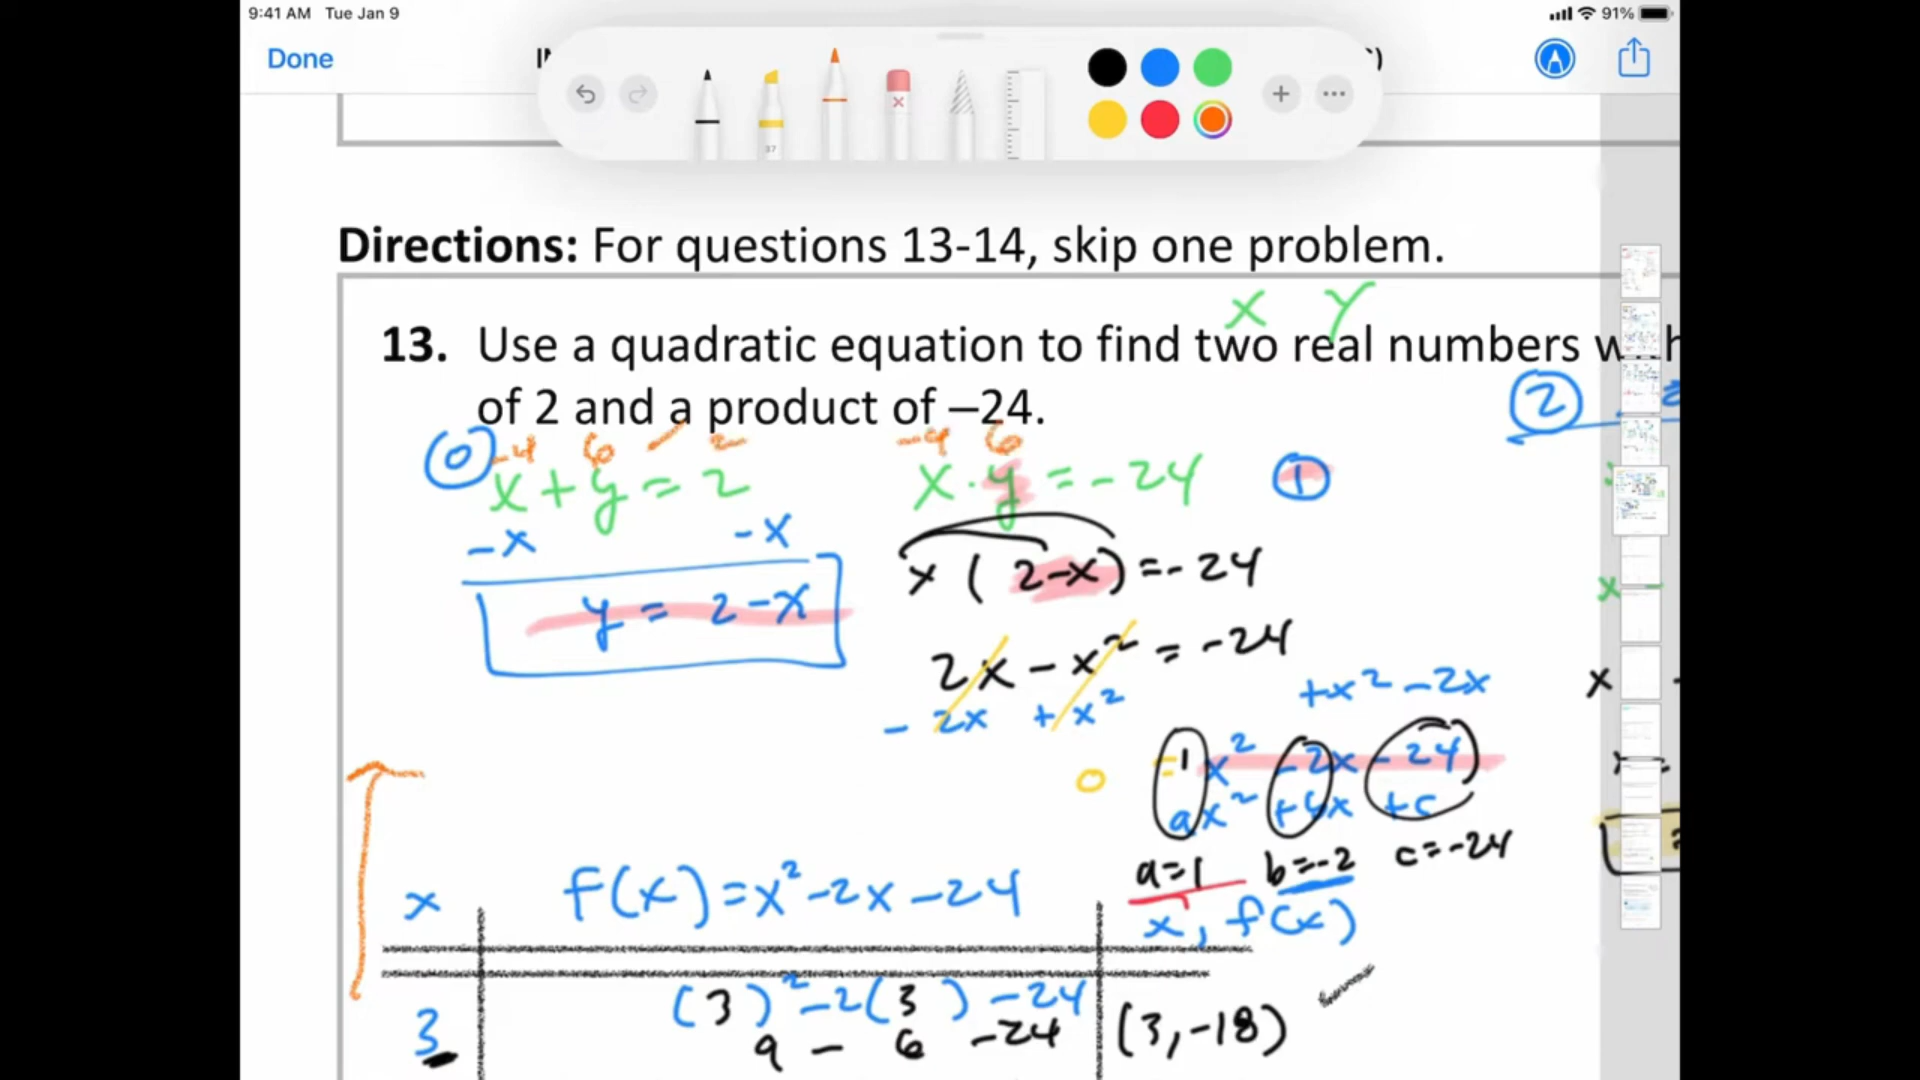 9:41 AM Tue Jan 9
91%
Done
37
Directions: For questions 13-14, skip one problem.
x y
13. Use a quadratic equation to find two real numbers
of 2 and a product of –24.
2
0 -4 6 2
-4 6
x + y = 2
x · y = -24
1
-x -x
x ( 2-x ) = -24
y = 2 - x
2x - x² = -24
- 2x + x²
+x² - 2x
x
0 = 1x² - 2x - 24
ax² + bx + c
a=1 b=-2 c=-24
x f(x) = x² - 2x - 24 x, f(x)
3 (3)² - 2(3) - 24
9 - 6 - 24 (3, -18)